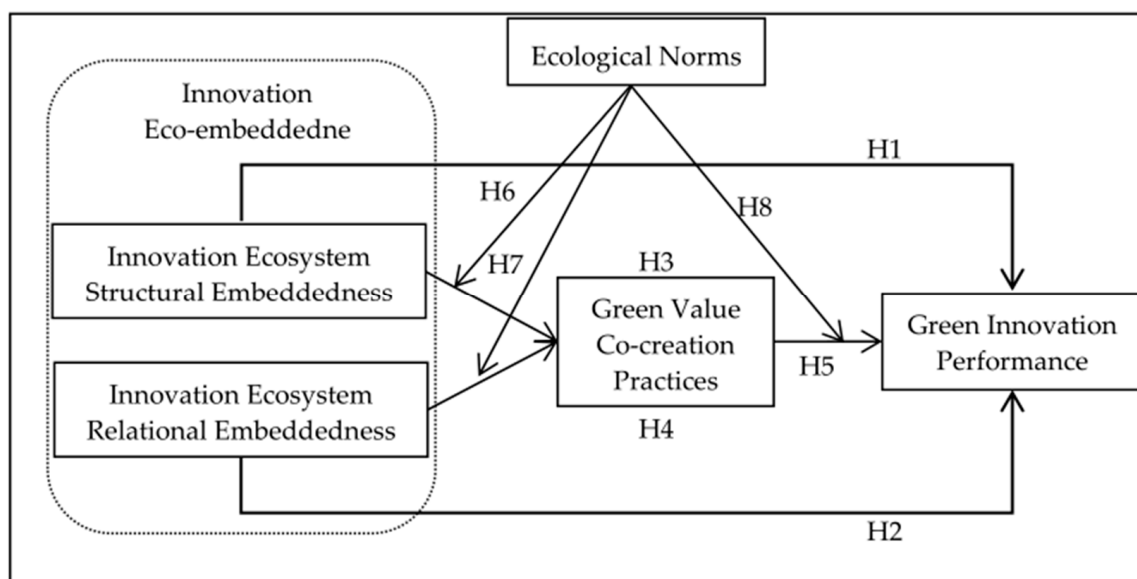 Ecological Norms
Innovation
Eco-embeddedne
H1
H6
H8
Innovation Ecosystem
Structural Embeddedness
H7
H3
Green Value
Co-creation
Practices
Green Innovation
Performance
H5
Innovation Ecosystem
Relational Embeddedness
H4
H2